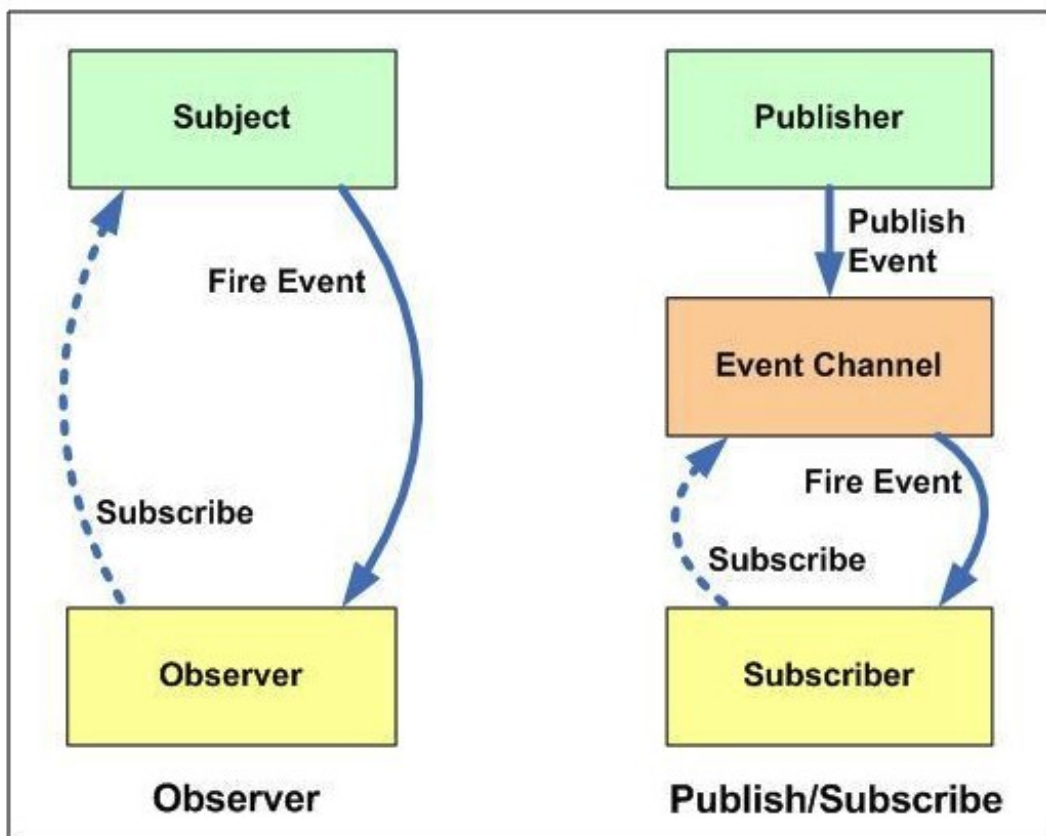 Subject
Fire Event
Subscribe
Observer
Observer
Publisher
Publish
Event
Event Channel
Fire Event
Subscribe
Subscriber
Publish/Subscribe